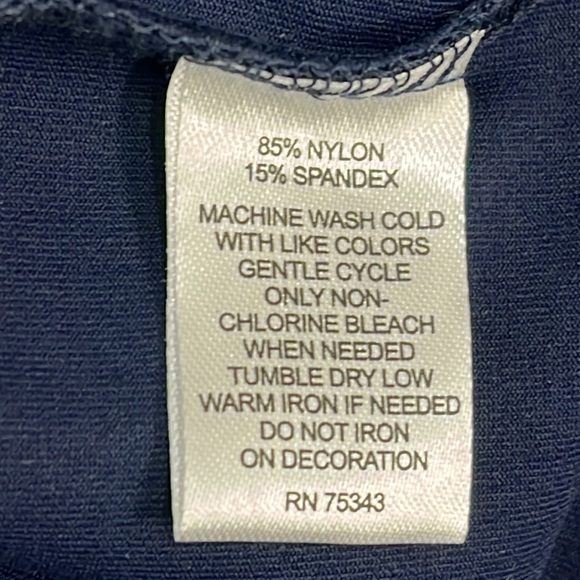 85% NYLON
15% SPANDEX
MACHINE WASH COLD
WITH LIKE COLORS
GENTLE CYCLE
ONLY NON-
CHLORINE BLEACH
WHEN NEEDED
TUMBLE DRY LOW
WARM IRON IF NEEDED
DO NOT IRON
ON DECORATION
RN 75343